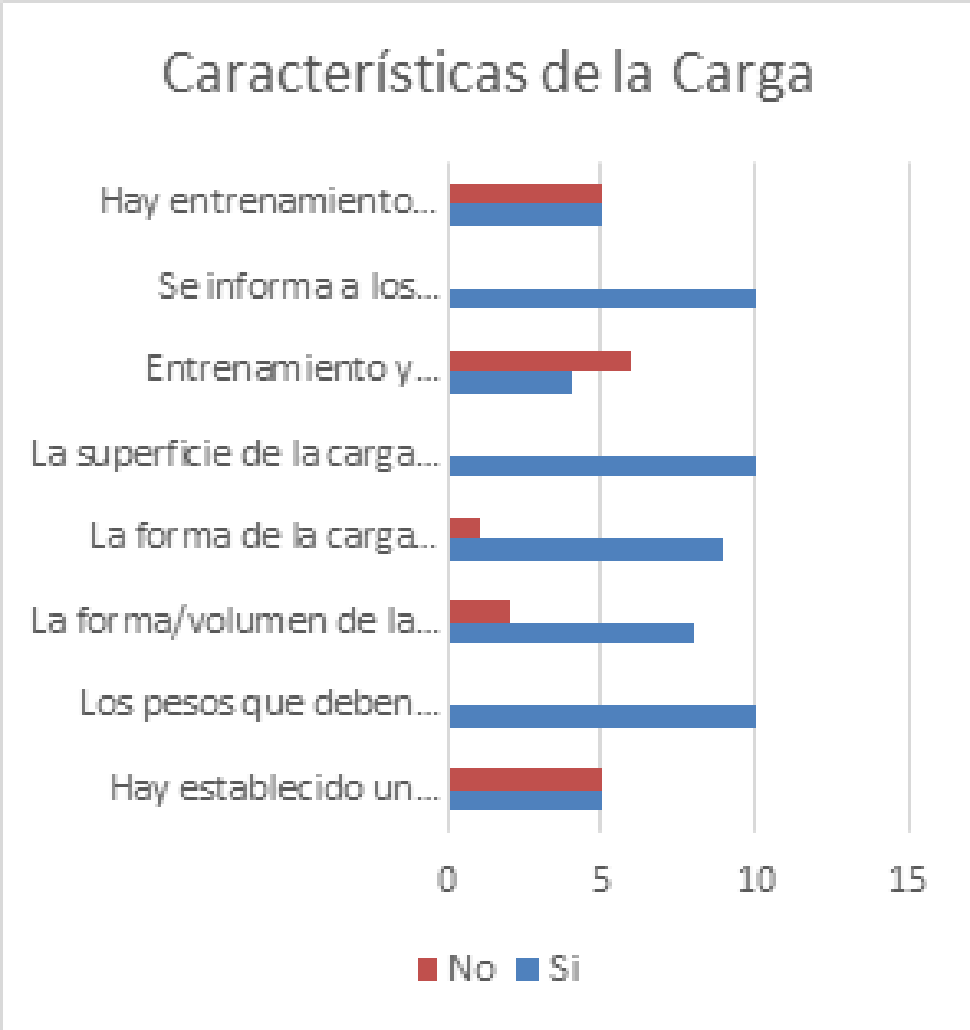 Características de la Carga
Hay entrenamiento...
Se informa a los...
Entrenamiento y...
La superficie de la carga...
La forma de la carga...
La forma/volumen de la...
Los pesos que deben...
Hay establecido un...
0 5 10 15
No Si